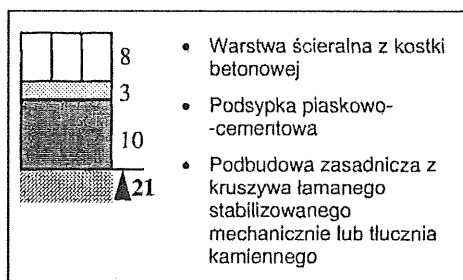 8
3
10
21
• Warstwa ścieralna z kostki
betonowej
• Podsypka piaskowo-
-cementowa
• Podbudowa zasadnicza z
kruszywa łamanego
stabilizowanego
mechanicznie lub tłucznia
kamiennego